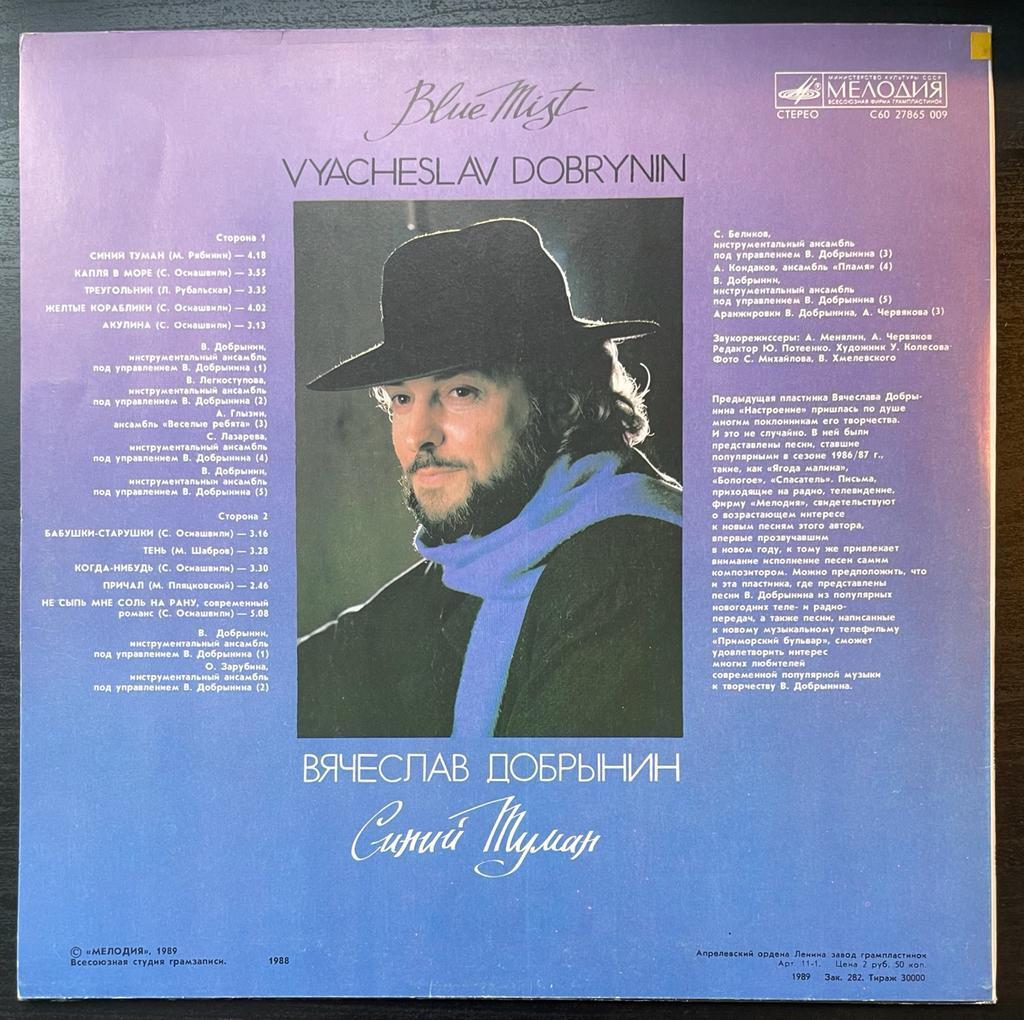 Blue Mist
VYACHESLAV DOBRYNIN
МИНИСТЕРСТВО КУЛЬТУРЫ СССР
МЕЛОДИЯ
ВСЕСОЮЗНАЯ ФИРМА ГРАМПЛАСТИНОК
СТЕРЕО С60 27865 009
Сторона 1
СИНИЙ ТУМАН (М. Рябинин) — 4.18
КАПЛЯ В МОРЕ (С. Осиашвили) — 3.55
ТРЕУГОЛЬНИК (Л. Рубальская) — 3.35
ЖЕЛТЫЕ КОРАБЛИКИ (С. Осиашвили) — 4.02
АКУЛИНА (С. Осиашвили) — 3.13
В. Добрынин,
инструментальный ансамбль
под управлением В. Добрынина (1)
В. Легкоступова,
инструментальный ансамбль
под управлением В. Добрынина (2)
А. Глызин,
ансамбль «Веселые ребята» (3)
С. Лазарева,
инструментальный ансамбль
под управлением В. Добрынина (4)
В. Добрынин,
инструментальный ансамбль
под управлением В. Добрынина (5)
Сторона 2
БАБУШКИ-СТАРУШКИ (С. Осиашвили) — 3.16
ТЕНЬ (М. Шабров) — 3.28
КОГДА-НИБУДЬ (С. Осиашвили) — 3.30
ПРИЧАЛ (М. Пляцковский) — 2.46
НЕ СЫПЬ МНЕ СОЛЬ НА РАНУ, современный
романс (С. Осиашвили) — 5.08
В. Добрынин,
инструментальный ансамбль
под управлением В. Добрынина (1)
О. Зарубина,
инструментальный ансамбль
под управлением В. Добрынина (2)
С. Беликов,
инструментальный ансамбль
под управлением В. Добрынина (3)
А. Кондаков, ансамбль «Пламя» (4)
В. Добрынин,
инструментальный ансамбль
под управлением В. Добрынина (5)
Аранжировки В. Добрынина, А. Червякова (3)
Звукорежиссеры: А. Менялин, А. Червяков
Редактор Ю. Потеенко. Художник У. Колесова
Фото С. Михайлова, В. Хмелевского
Предыдущая пластинка Вячеслава Добры-
нина «Настроение» пришлась по душе
многим поклонникам его творчества.
И это не случайно. В ней были
представлены песни, ставшие
популярными в сезоне 1986/87 г.,
такие, как «Ягода малина»,
«Бологое», «Спасатель». Письма,
приходящие на радио, телевидение,
фирму «Мелодия», свидетельствуют
о возрастающем интересе
к новым песням этого автора,
впервые прозвучавшим
в новом году, к тому же привлекает
внимание исполнение песен самим
композитором. Можно предположить, что
и эта пластинка, где представлены
песни В. Добрынина из популярных
новогодних теле- и радио-
передач, а также песни, написанные
к новому музыкальному телефильму
«Приморский бульвар», сможет
удовлетворить интерес
многих любителей
современной популярной музыки
к творчеству В. Добрынина.
ВЯЧЕСЛАВ ДОБРЫНИН
Синий Туман
© «МЕЛОДИЯ», 1989
Всесоюзная студия грамзаписи. 1988
Апрелевский ордена Ленина завод грампластинок
Арт. 11-1. Цена 2 руб. 50 коп.
1989 Зак. 282. Тираж 30000